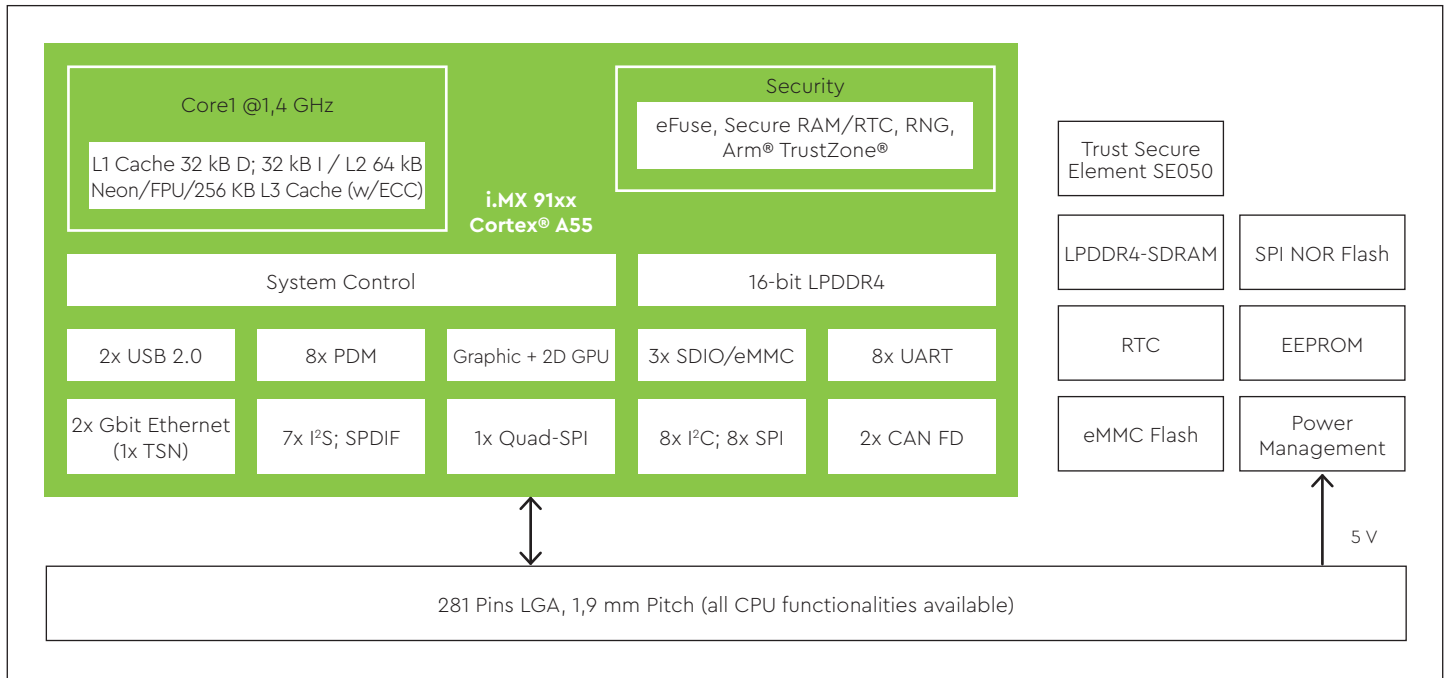 Core1 @1,4 GHz
L1 Cache 32 kB D; 32 kB I / L2 64 kB
Neon/FPU/256 KB L3 Cache (w/ECC)
Security
eFuse, Secure RAM/RTC, RNG,
Arm® TrustZone®
i.MX 91xx
Cortex® A55
System Control
16-bit LPDDR4
2x USB 2.0
8x PDM
Graphic + 2D GPU
3x SDIO/eMMC
8x UART
2x Gbit Ethernet
(1x TSN)
7x I²S; SPDIF
1x Quad-SPI
8x I²C; 8x SPI
2x CAN FD
Trust Secure
Element SE050
LPDDR4-SDRAM
SPI NOR Flash
RTC
EEPROM
eMMC Flash
Power
Management
5 V
281 Pins LGA, 1,9 mm Pitch (all CPU functionalities available)